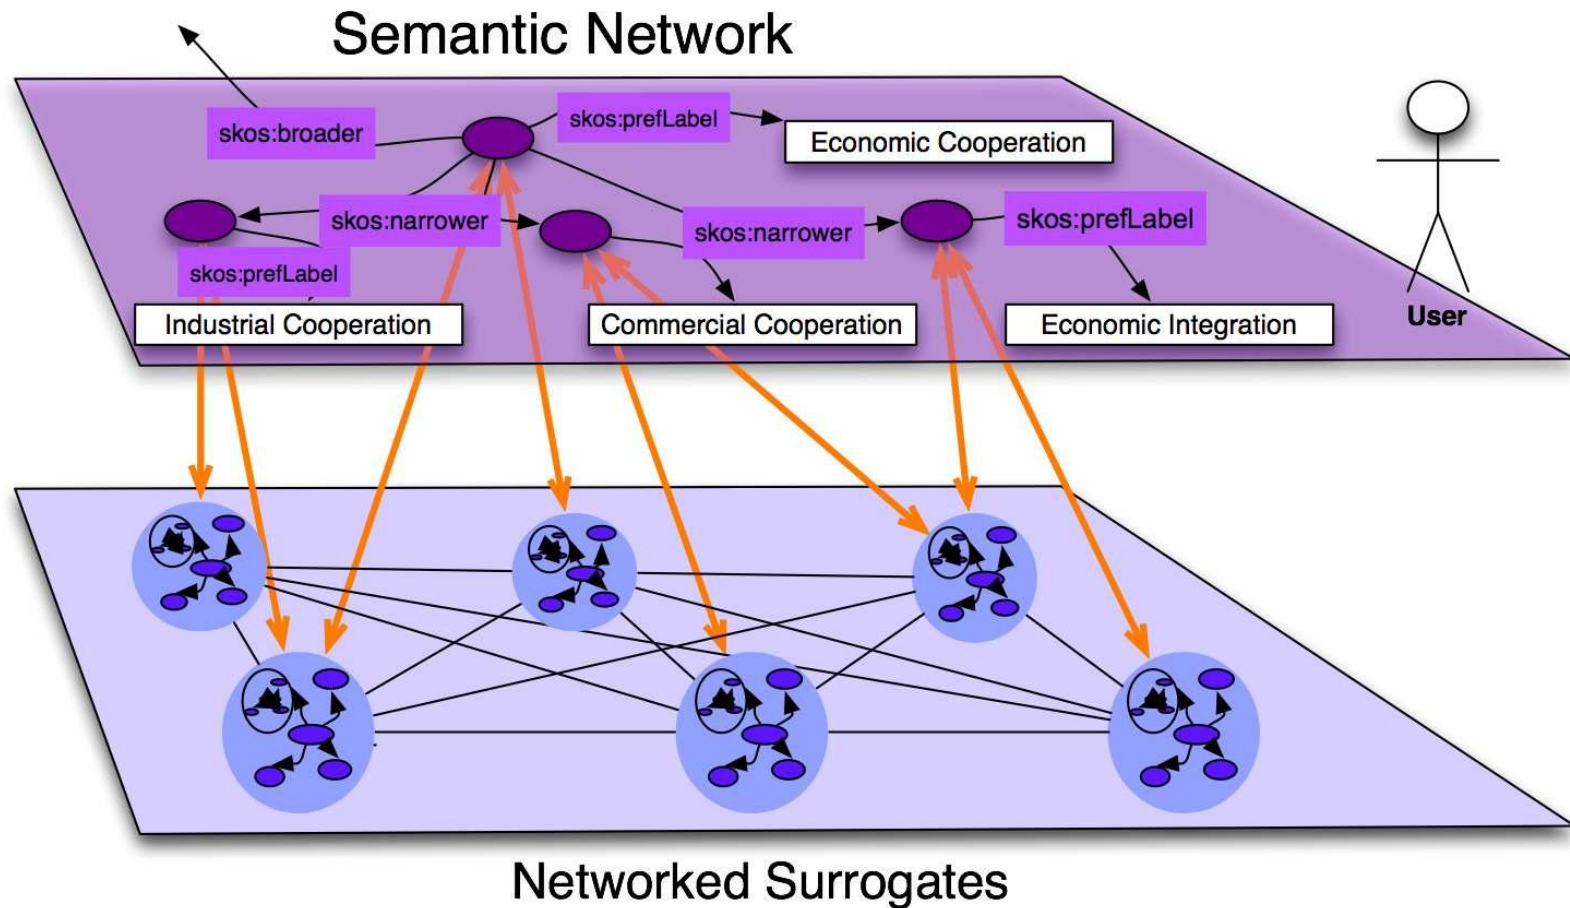 Semantic Network
skos:prefLabel
skos:broader
Economic Cooperation
skos:narrower
skos:prefLabel
skos:narrower
skos:prefLabel
Industrial Cooperation
Commercial Cooperation
Economic Integration
User
Networked Surrogates